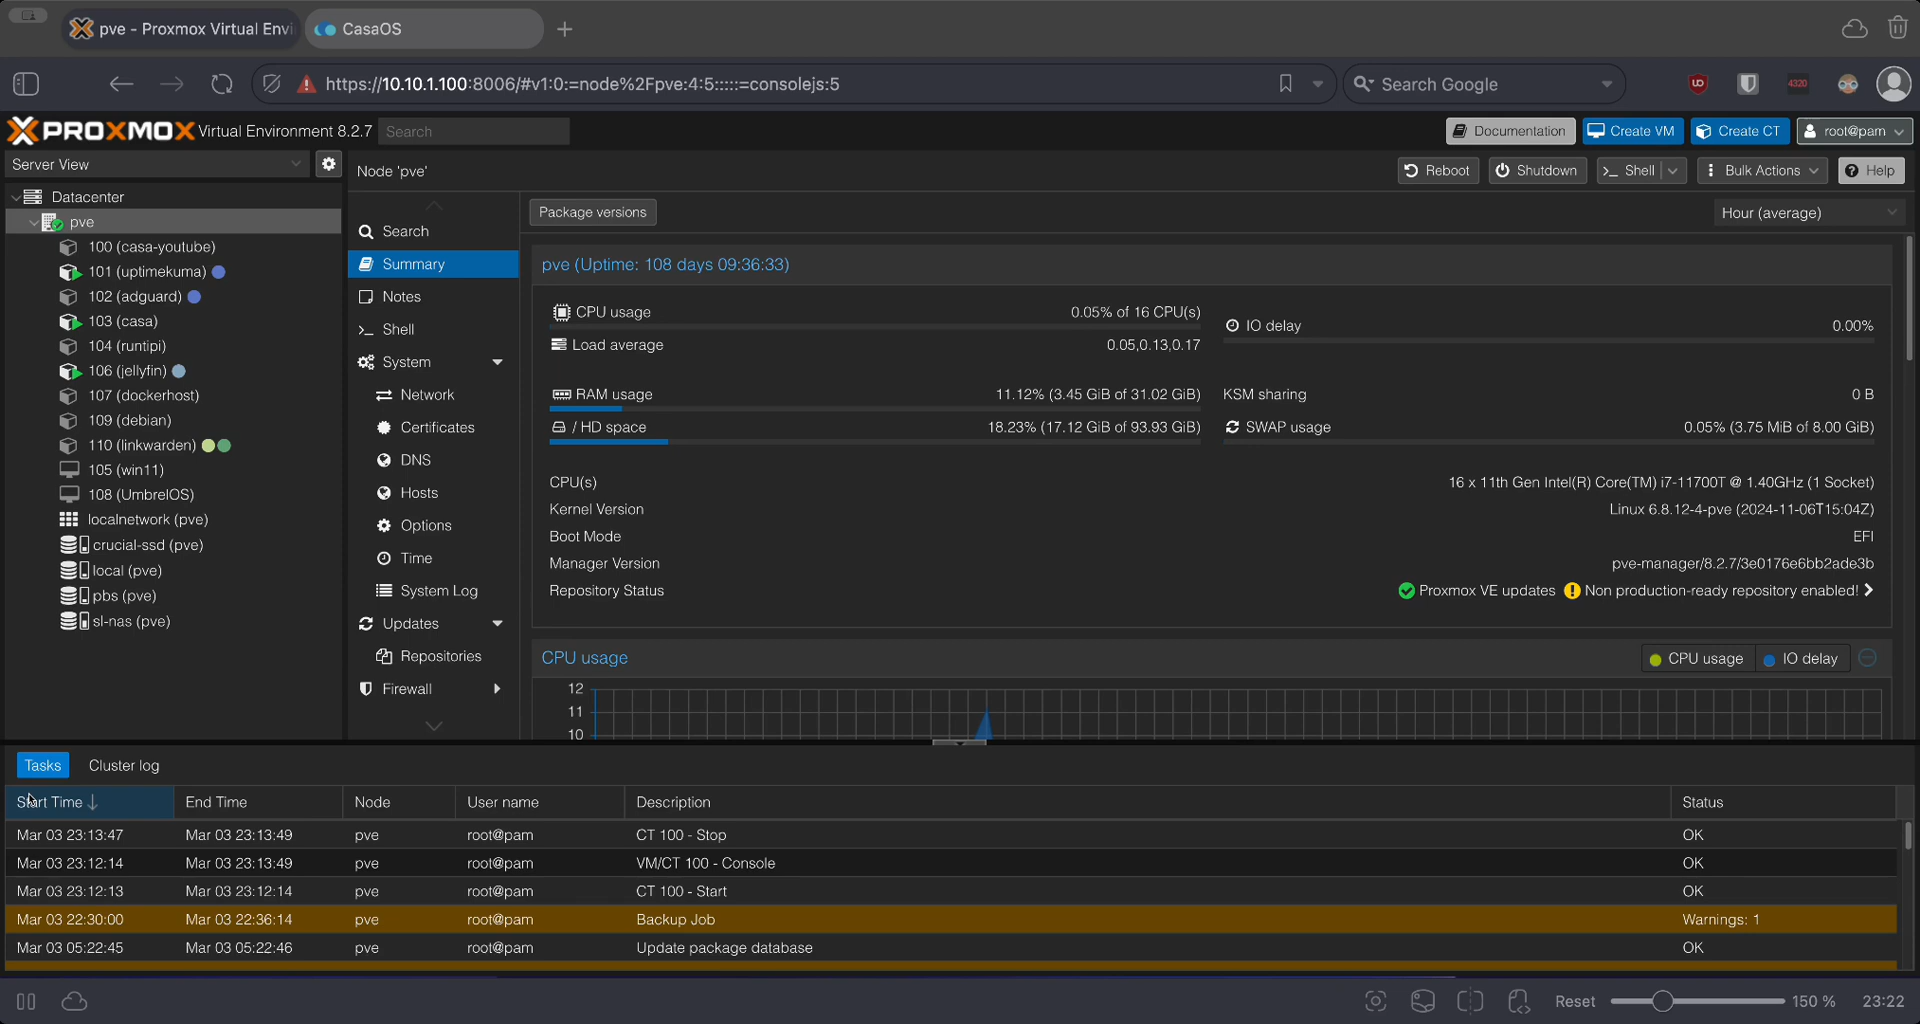 pve - Proxmox Virtual Envi
CasaOS
https://10.10.1.100:8006/#v1:0:=node%2Fpve:4:5:::::=consolejs:5
Search Google
4320
PROXMOX Virtual Environment 8.2.7
Search
Documentation
Create VM
Create CT
root@pam
Server View
Node 'pve'
Reboot
Shutdown
Shell
Bulk Actions
Help
Datacenter
pve
100 (casa-youtube)
101 (uptimekuma)
102 (adguard)
103 (casa)
104 (runtipi)
106 (jellyfin)
107 (dockerhost)
109 (debian)
110 (linkwarden)
105 (win11)
108 (UmbrelOS)
localnetwork (pve)
crucial-ssd (pve)
local (pve)
pbs (pve)
sl-nas (pve)
Search
Summary
Notes
Shell
System
Network
Certificates
DNS
Hosts
Options
Time
System Log
Updates
Repositories
Firewall
Package versions
Hour (average)
pve (Uptime: 108 days 09:36:33)
CPU usage 0.05% of 16 CPU(s)
IO delay 0.00%
Load average 0.05,0.13,0.17
RAM usage 11.12% (3.45 GiB of 31.02 GiB)
KSM sharing 0 B
/ HD space 18.23% (17.12 GiB of 93.93 GiB)
SWAP usage 0.05% (3.75 MiB of 8.00 GiB)
CPU(s) 16 x 11th Gen Intel(R) Core(TM) i7-11700T @ 1.40GHz (1 Socket)
Kernel Version Linux 6.8.12-4-pve (2024-11-06T15:04Z)
Boot Mode EFI
Manager Version pve-manager/8.2.7/3e0176e6bb2ade3b
Repository Status Proxmox VE updates Non production-ready repository enabled!
CPU usage
CPU usage
IO delay
12
11
10
Tasks
Cluster log
Start Time End Time Node User name Description Status
Mar 03 23:13:47 Mar 03 23:13:49 pve root@pam CT 100 - Stop OK
Mar 03 23:12:14 Mar 03 23:13:49 pve root@pam VM/CT 100 - Console OK
Mar 03 23:12:13 Mar 03 23:12:14 pve root@pam CT 100 - Start OK
Mar 03 22:30:00 Mar 03 22:36:14 pve root@pam Backup Job Warnings: 1
Mar 03 05:22:45 Mar 03 05:22:46 pve root@pam Update package database OK
Reset
150 %
23:22